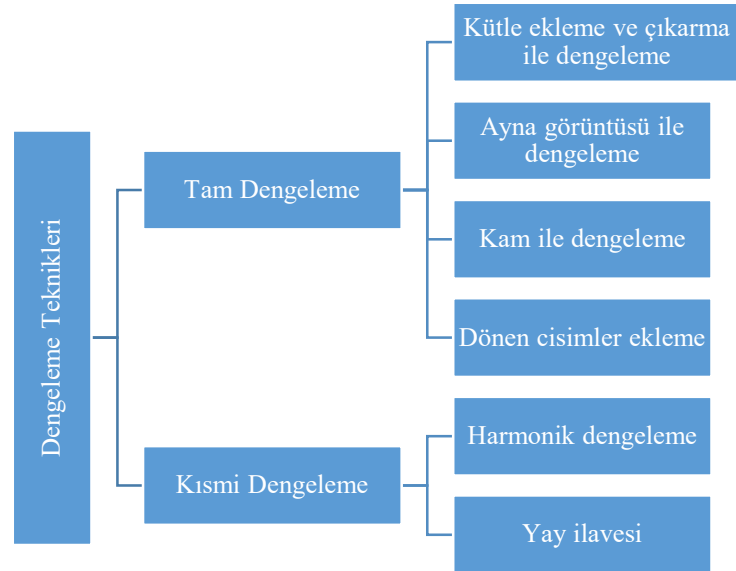 Dengeleme Teknikleri
Tam Dengeleme
Kütle ekleme ve çıkarma
ile dengeleme
Ayna görüntüsü ile
dengeleme
Kam ile dengeleme
Dönen cisimler ekleme
Kısmi Dengeleme
Harmonik dengeleme
Yay ilavesi